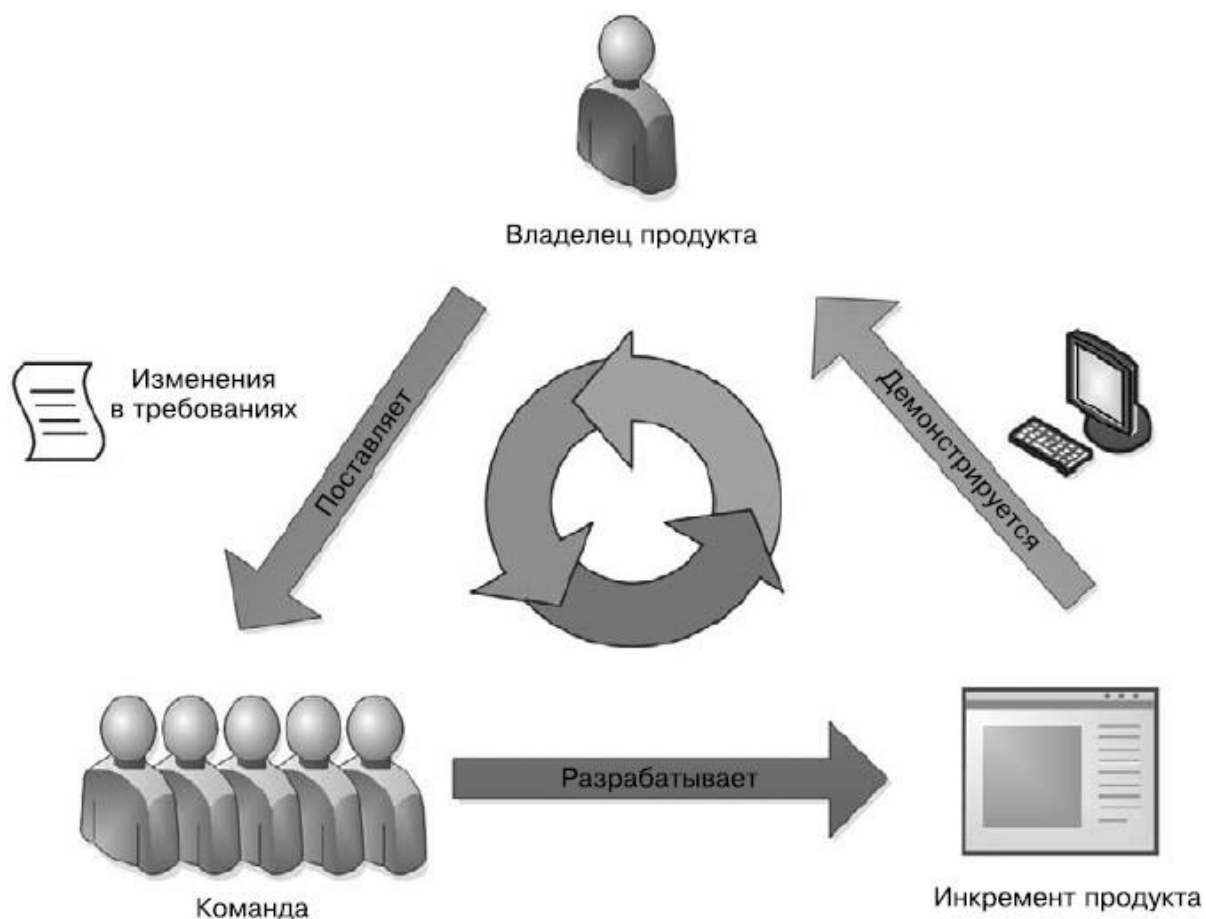 Владелец продукта
Изменения
в требованиях
Поставляет
Демонстрируется
Разрабатывает
Команда
Инкремент продукта